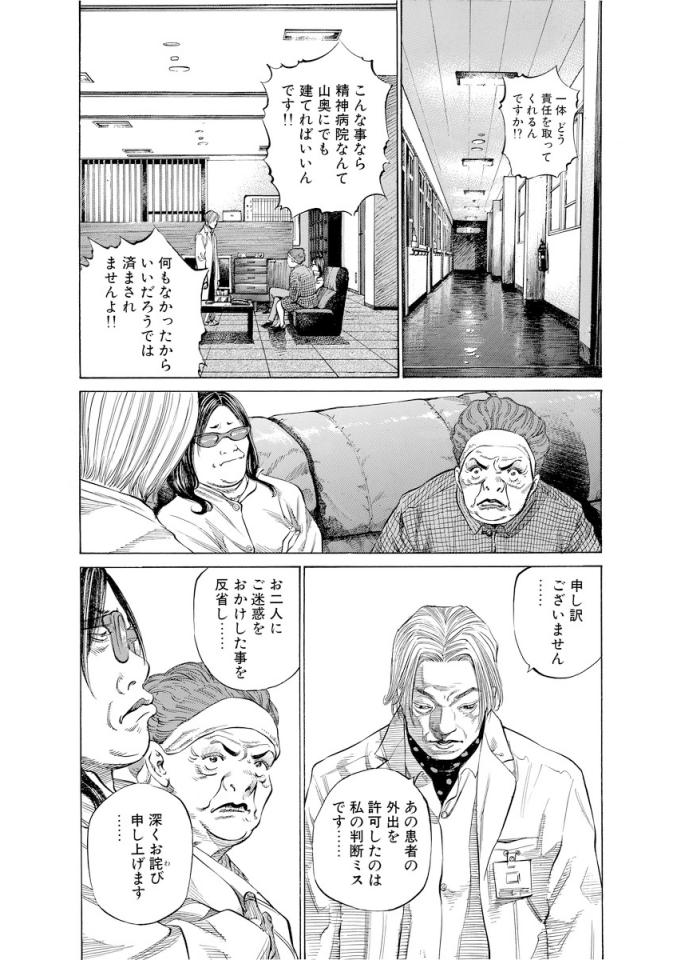 一体 どう
責任を取って
くれるん
ですか!?
こんな事なら
精神病院なんて
山奥にでも
建てればいいん
です!!
何もなかったから
いいだろうでは
済まされ
ませんよ!!
申し訳
ございません
……
あの患者の
外出を
許可したのは
私の判断ミス
です……
お二人に
ご迷惑を
おかけした事を
反省し……
深くお詫び
申し上げます
……